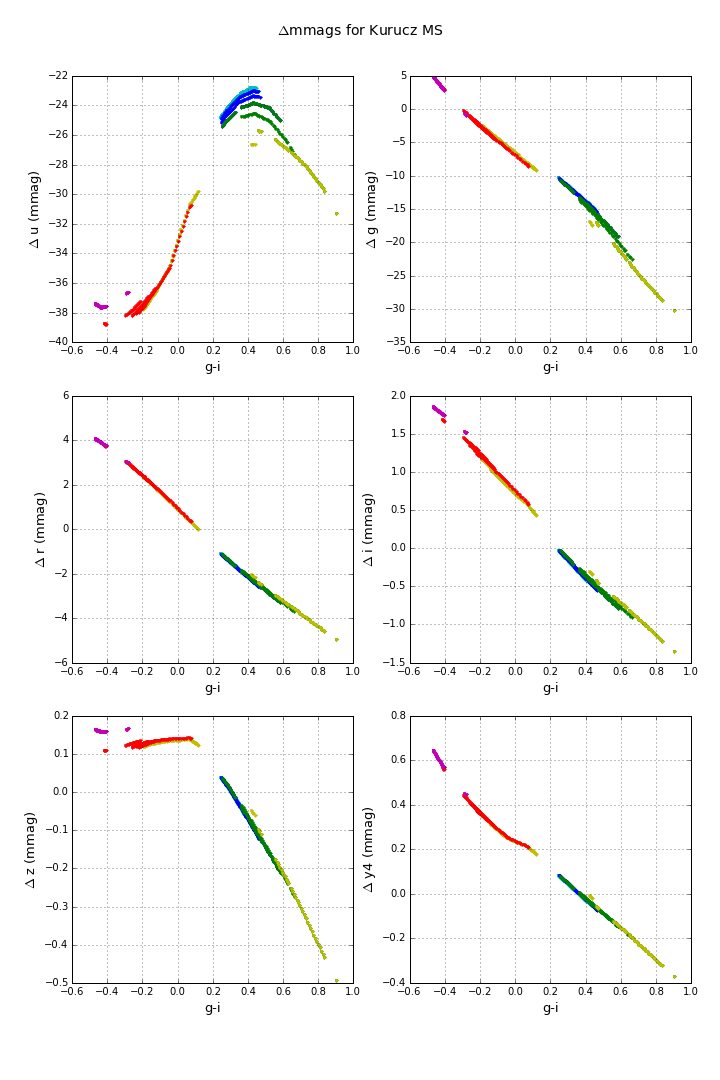 Δmmags for Kurucz MS
−22
−24
−26
−28
−30
−32
−34
−36
−38
−40
Δ u (mmag)
−0.6 −0.4 −0.2 0.0 0.2 0.4 0.6 0.8 1.0
g-i
5
0
−5
−10
−15
−20
−25
−30
−35
Δ g (mmag)
−0.6 −0.4 −0.2 0.0 0.2 0.4 0.6 0.8 1.0
g-i
6
4
2
0
−2
−4
−6
Δ r (mmag)
−0.6 −0.4 −0.2 0.0 0.2 0.4 0.6 0.8 1.0
g-i
2.0
1.5
1.0
0.5
0.0
−0.5
−1.0
−1.5
Δ i (mmag)
−0.6 −0.4 −0.2 0.0 0.2 0.4 0.6 0.8 1.0
g-i
0.2
0.1
0.0
−0.1
−0.2
−0.3
−0.4
−0.5
Δ z (mmag)
−0.6 −0.4 −0.2 0.0 0.2 0.4 0.6 0.8 1.0
g-i
0.8
0.6
0.4
0.2
0.0
−0.2
−0.4
Δ y4 (mmag)
−0.6 −0.4 −0.2 0.0 0.2 0.4 0.6 0.8 1.0
g-i